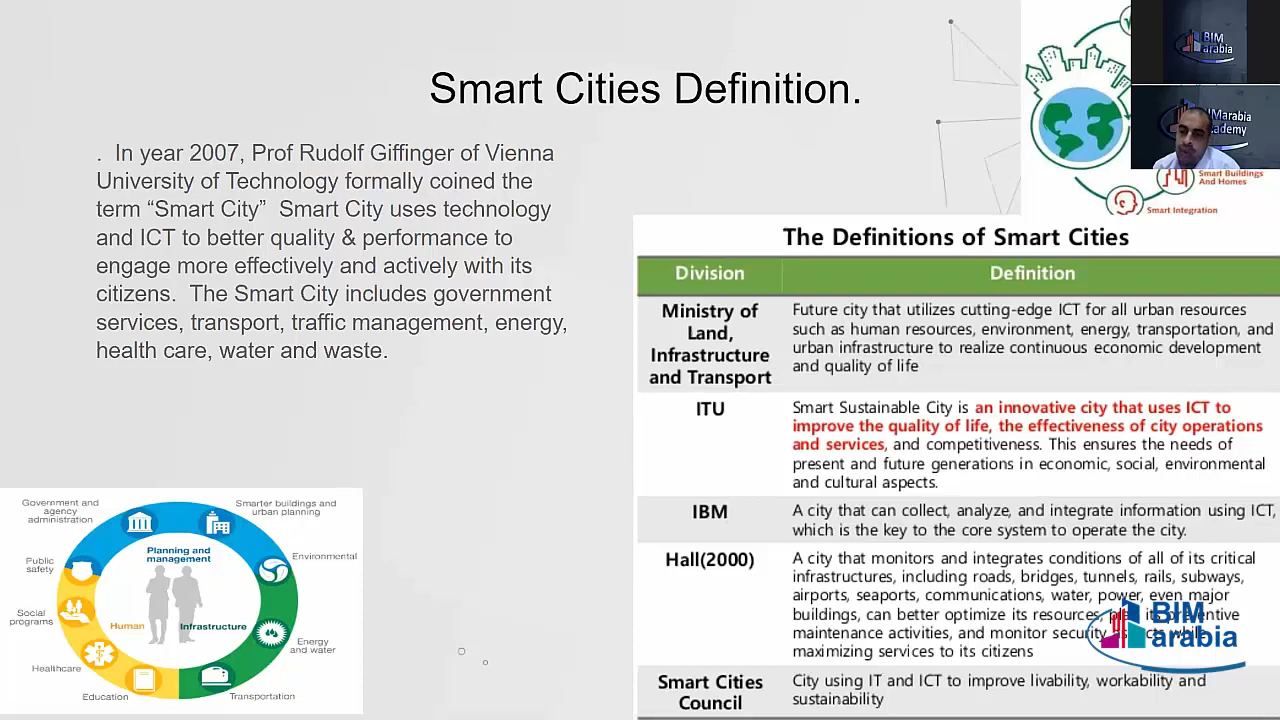 Smart Cities Definition.
. In year 2007, Prof Rudolf Giffinger of Vienna
University of Technology formally coined the
term “Smart City” Smart City uses technology
and ICT to better quality & performance to
engage more effectively and actively with its
citizens. The Smart City includes government
services, transport, traffic management, energy,
health care, water and waste.
BIM
arabia
BIMarabia
Academy
Smart Buildings
And Homes
Smart Integration
The Definitions of Smart Cities
Division
Definition
Ministry of
Land,
Infrastructure
and Transport
Future city that utilizes cutting-edge ICT for all urban resources
such as human resources, environment, energy, transportation, and
urban infrastructure to realize continuous economic development
and quality of life
ITU
Smart Sustainable City is an innovative city that uses ICT to
improve the quality of life, the effectiveness of city operations
and services, and competitiveness. This ensures the needs of
present and future generations in economic, social, environmental
and cultural aspects.
IBM
A city that can collect, analyze, and integrate information using ICT,
which is the key to the core system to operate the city.
Hall(2000)
A city that monitors and integrates conditions of all of its critical
infrastructures, including roads, bridges, tunnels, rails, subways,
airports, seaports, communications, water, power, even major
buildings, can better optimize its resources, its
maintenance activities, and monitor security while
maximizing services to its citizens
Smart Cities
Council
City using IT and ICT to improve livability, workability and
sustainability
BIM
arabia
Government and
agency
administration
Smarter buildings and
urban planning
Public
safety
Planning and
management
Environmental
Social
programs
Human
Infrastructure
Energy
and water
Healthcare
Education
Transportation